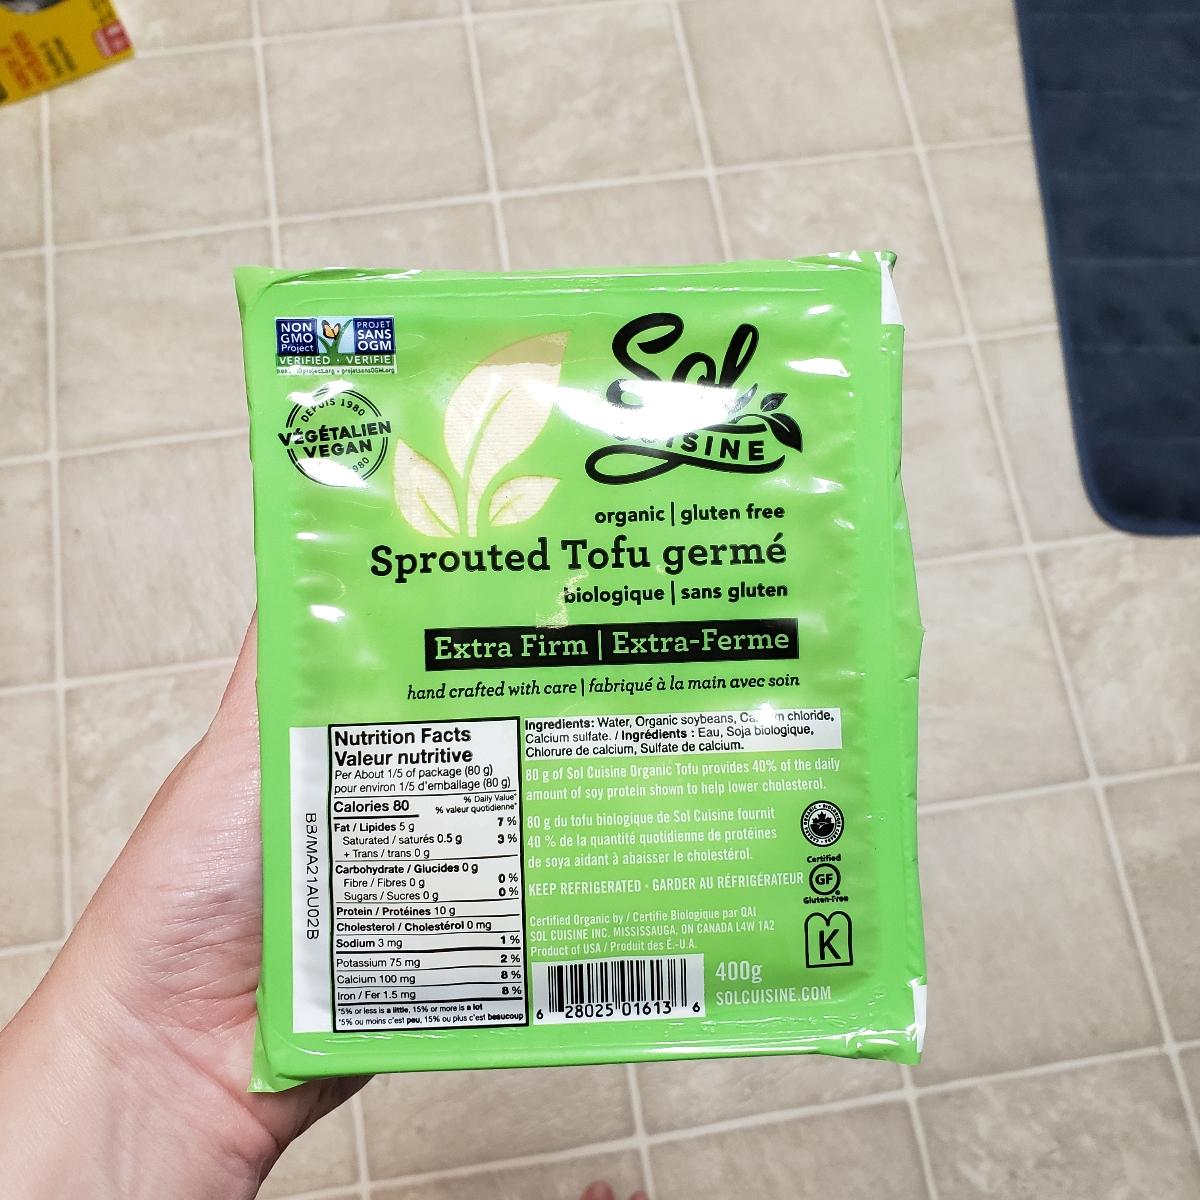 NON GMO Project
PROJET SANS OGM
VERIFIED · VERIFIÉ
projetsansOGM.org
DEPUIS 1980
VÉGÉTALIEN
VEGAN
Sol
CUISINE
organic | gluten free
Sprouted Tofu germé
biologique | sans gluten
Extra Firm | Extra-Ferme
hand crafted with care | fabriqué à la main avec soin
Nutrition Facts
Valeur nutritive
Per About 1/5 of package (80 g)
pour environ 1/5 d'emballage (80 g)
Calories 80
% Daily Value*
% valeur quotidienne*
Fat / Lipides 5 g 7 %
Saturated / saturés 0.5 g 3 %
+ Trans / trans 0 g
Carbohydrate / Glucides 0 g
Fibre / Fibres 0 g 0 %
Sugars / Sucres 0 g 0 %
Protein / Protéines 10 g
Cholesterol / Cholestérol 0 mg
Sodium 3 mg 1 %
Potassium 75 mg 2 %
Calcium 100 mg 8 %
Iron / Fer 1.5 mg 8 %
*5% or less is a little, 15% or more is a lot
*5% ou moins c'est peu, 15% ou plus c'est beaucoup
BB/MA21AU02B
Ingredients: Water, Organic soybeans, chloride,
Calcium sulfate. / Ingrédients : Eau, Soja biologique,
Chlorure de calcium, Sulfate de calcium.
80 g of Sol Cuisine Organic Tofu provides 40% of the daily
amount of soy protein shown to help lower cholesterol.
80 g du tofu biologique de Sol Cuisine fournit
40 % de la quantité quotidienne de protéines
de soya aidant à abaisser le cholestérol.
KEEP REFRIGERATED · GARDER AU RÉFRIGÉRATEUR
Certified
GF
Gluten-Free
K
Certified Organic by / Certifie Biologique par QAI
SOL CUISINE INC. MISSISSAUGA, ON CANADA L4W 1A2
Product of USA / Produit des É.-U.A.
6 28025 01613 6
400g
SOLCUISINE.COM